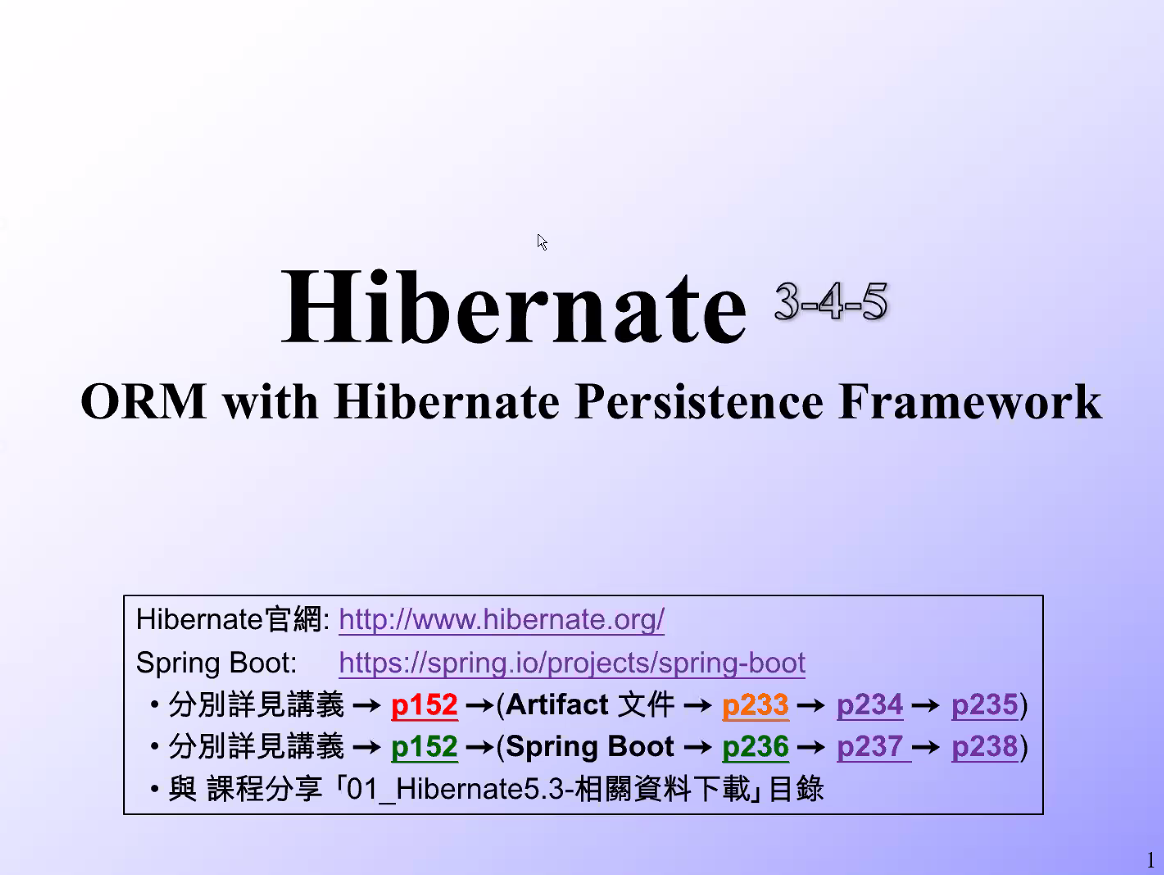 Hibernate 3-4-5
ORM with Hibernate Persistence Framework
Hibernate官網: http://www.hibernate.org/
Spring Boot: https://spring.io/projects/spring-boot
• 分別詳見講義 → p152 →(Artifact 文件 → p233 → p234 → p235)
• 分別詳見講義 → p152 →(Spring Boot → p236 → p237 → p238)
• 與 課程分享「01_Hibernate5.3-相關資料下載」目錄
1